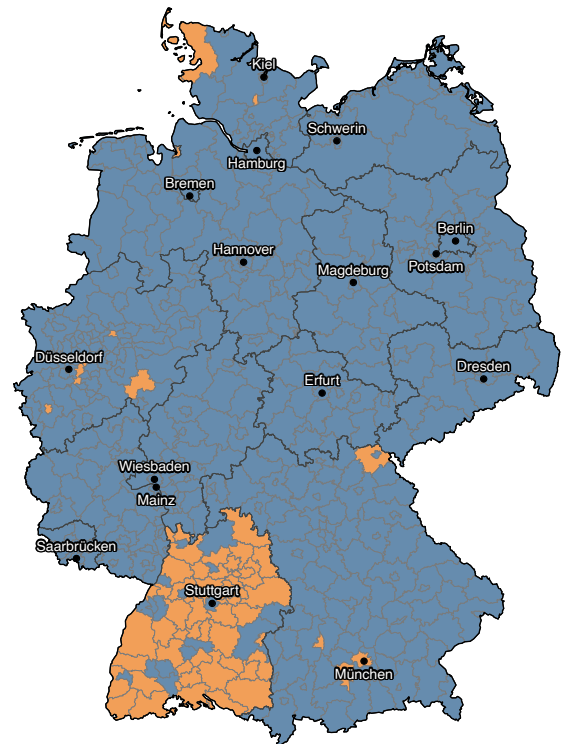 Kiel
Schwerin
Hamburg
Bremen
Berlin
Hannover
Potsdam
Magdeburg
Düsseldorf
Dresden
Erfurt
Wiesbaden
Mainz
Saarbrücken
Stuttgart
München